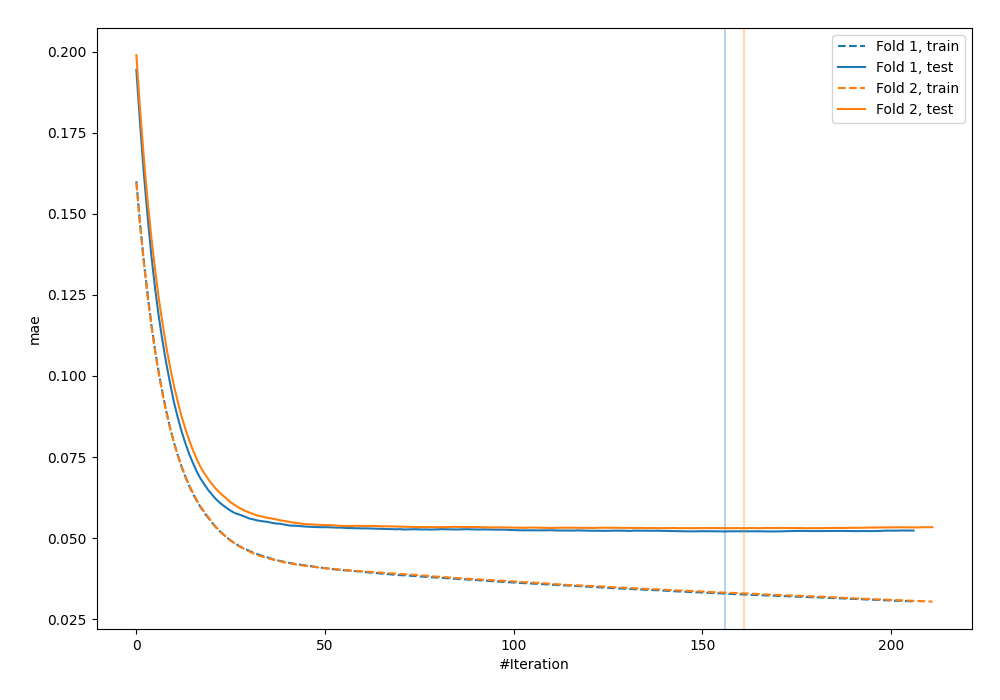 0.200
0.175
0.150
0.125
0.100
0.075
0.050
0.025
mae
0
50
100
150
200
#Iteration
Fold 1, train
Fold 1, test
Fold 2, train
Fold 2, test